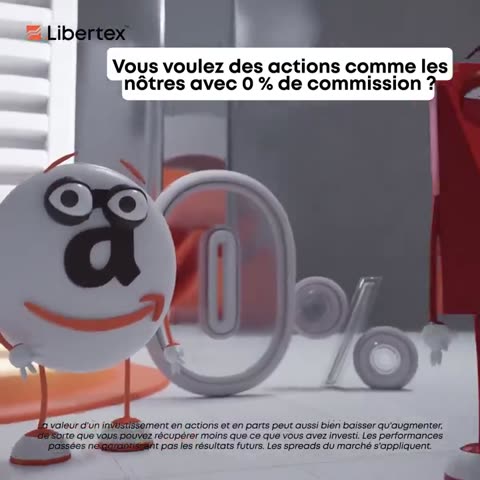 Libertex
Vous voulez des actions comme les
nôtres avec 0 % de commission ?
a
0%
La valeur d'un investissement en actions et en parts peut aussi bien baisser qu'augmenter,
de sorte que vous pouvez récupérer moins que ce que vous avez investi. Les performances
passées ne garantissent pas les résultats futurs. Les spreads du marché s'appliquent.